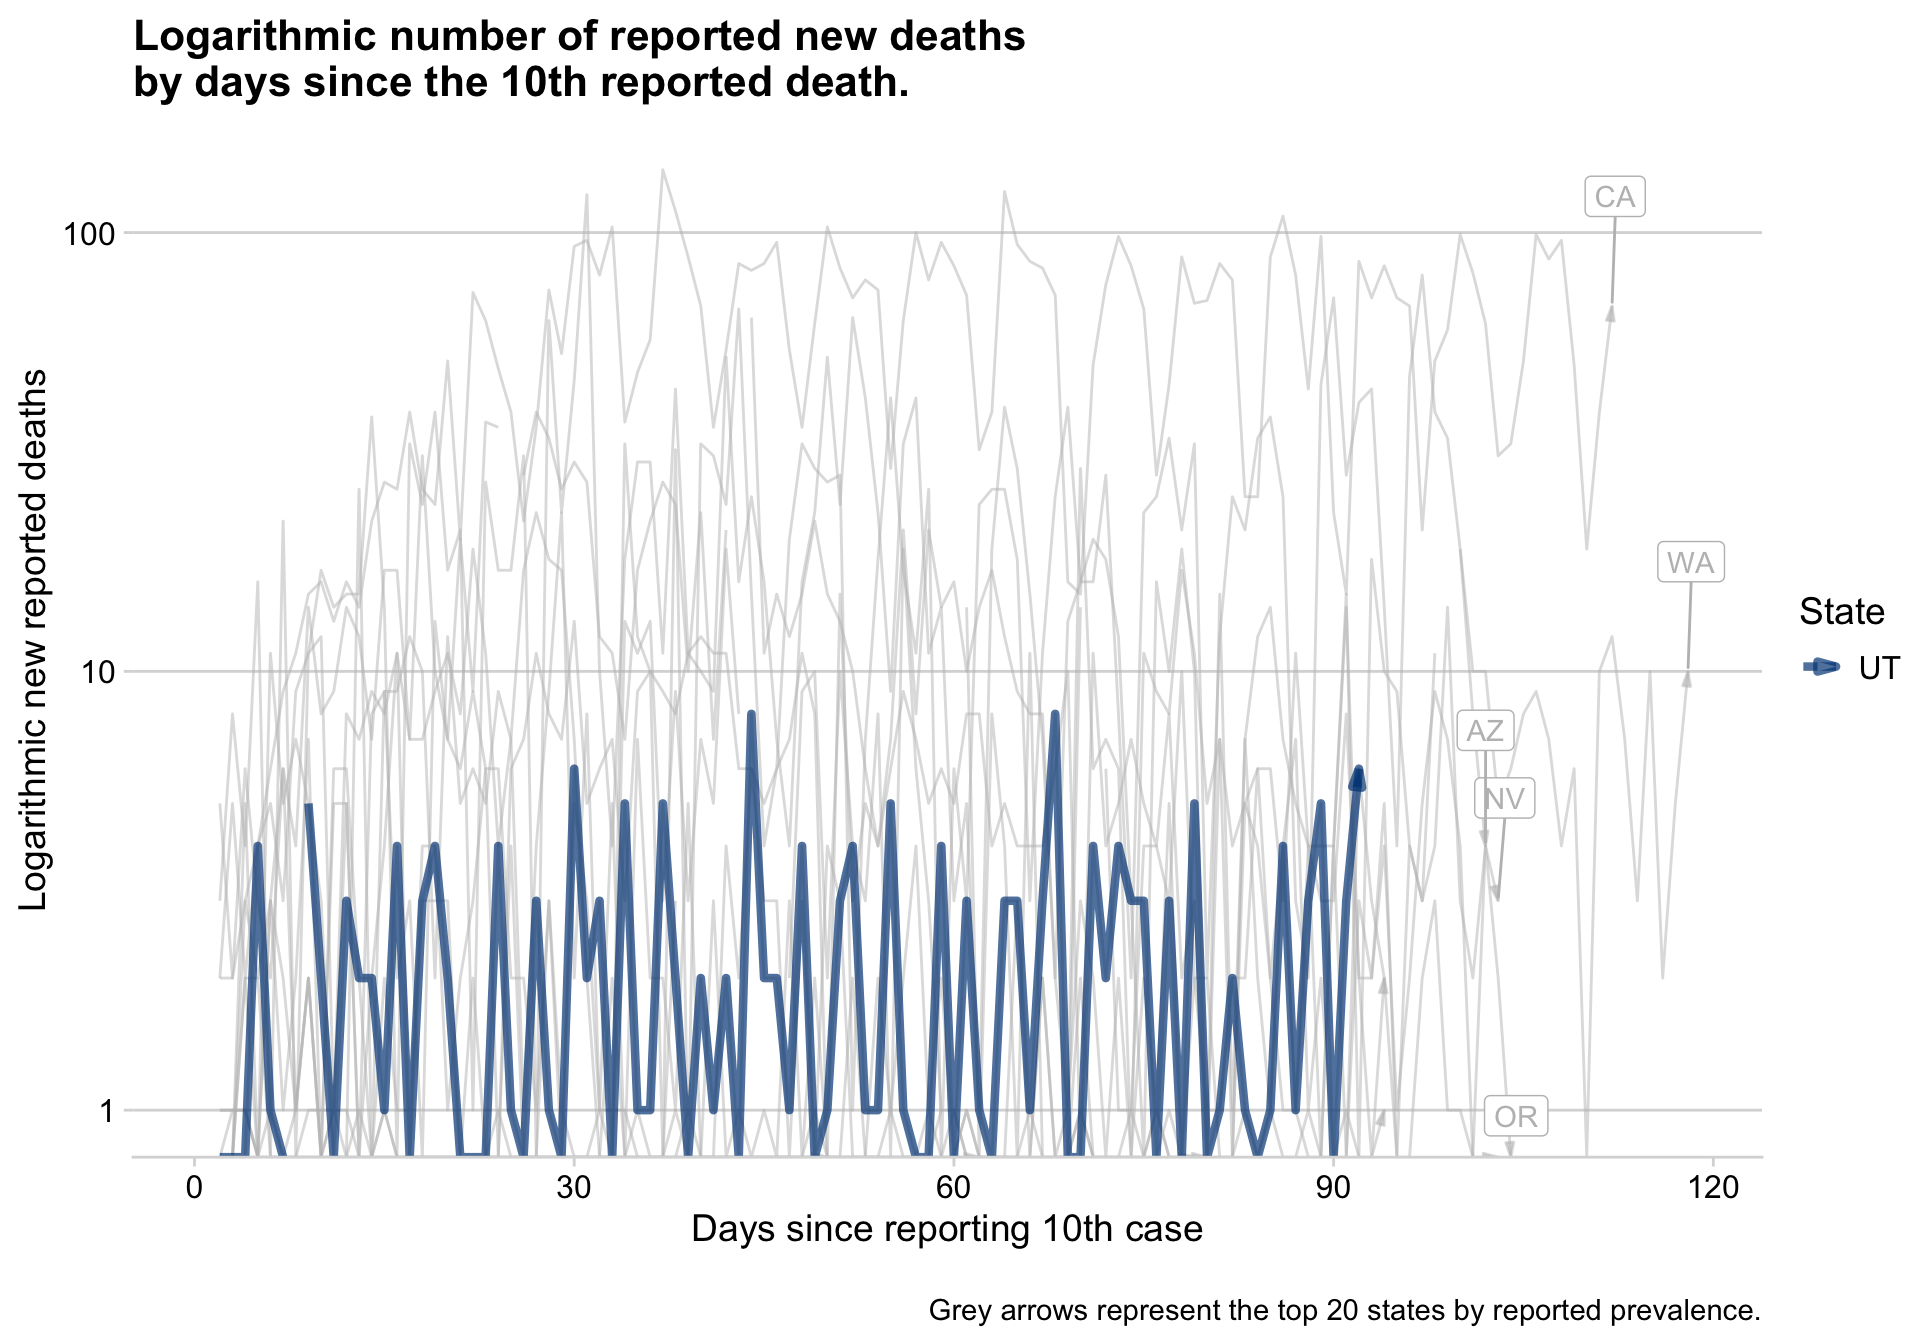 Logarithmic number of reported new deaths
by days since the 10th reported death.
Logarithmic new reported deaths
100
10
1
CA
WA
AZ
NV
OR
State
UT
0
30
60
90
120
Days since reporting 10th case
Grey arrows represent the top 20 states by reported prevalence.